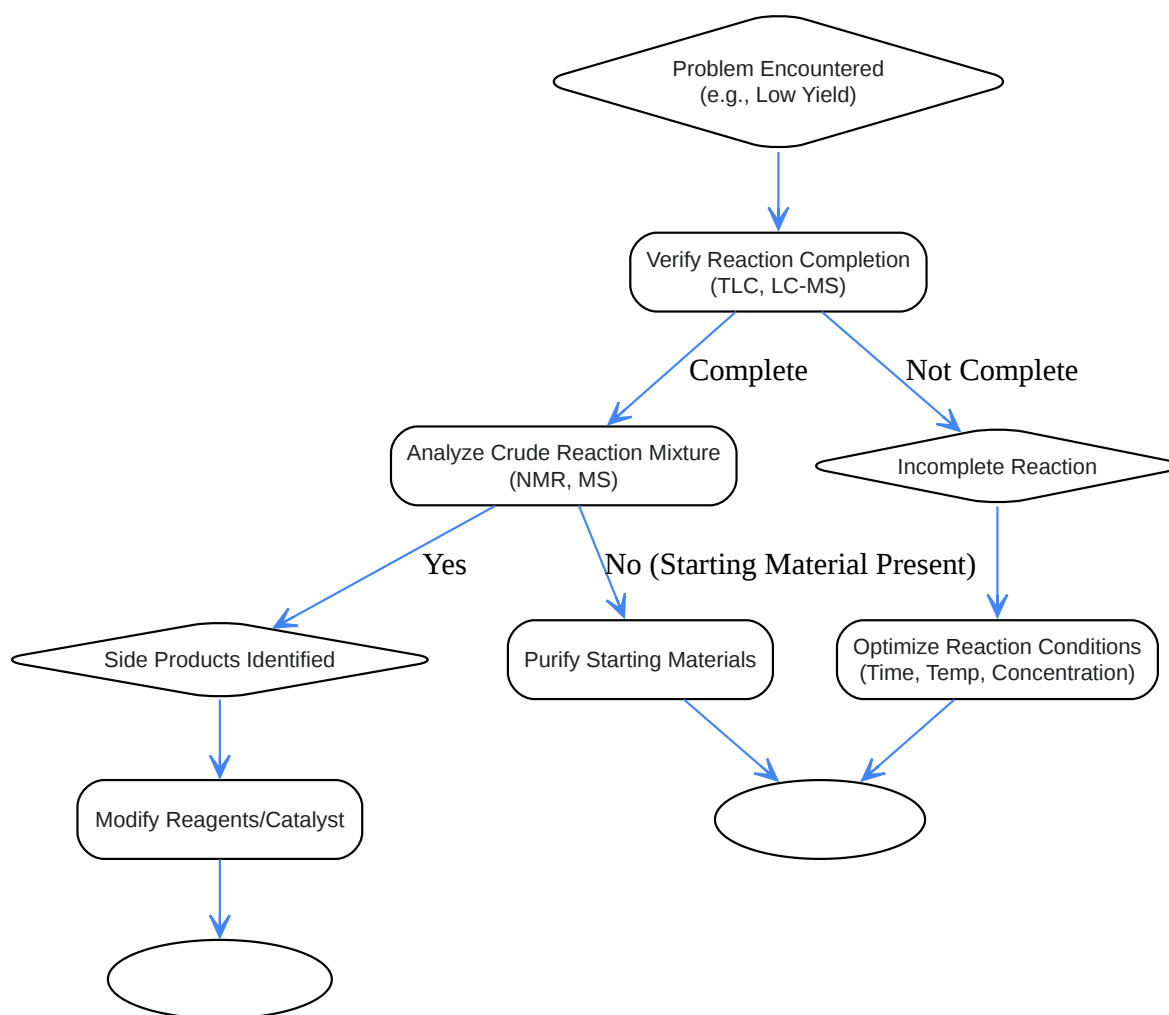 Problem Encountered
(e.g., Low Yield)
Verify Reaction Completion
(TLC, LC-MS)
Complete
Not Complete
Analyze Crude Reaction Mixture
(NMR, MS)
Incomplete Reaction
Yes
No (Starting Material Present)
Side Products Identified
Purify Starting Materials
Optimize Reaction Conditions
(Time, Temp, Concentration)
Modify Reagents/Catalyst